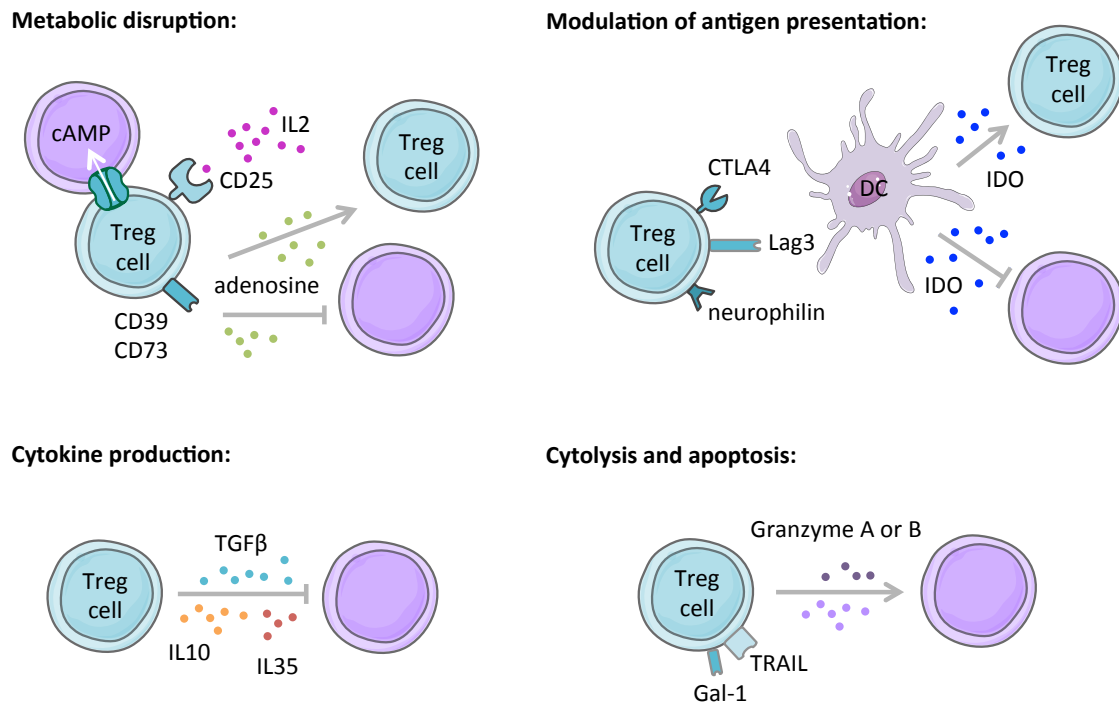 Metabolic disruption:
cAMP
IL2
CD25
Treg
cell
Treg
cell
adenosine
CD39
CD73
Modulation of antigen presentation:
Treg
cell
CTLA4
DC
IDO
Treg
cell
Lag3
IDO
neurophilin
Cytokine production:
TGFβ
Treg
cell
IL10
IL35
Cytolysis and apoptosis:
Granzyme A or B
Treg
cell
TRAIL
Gal-1